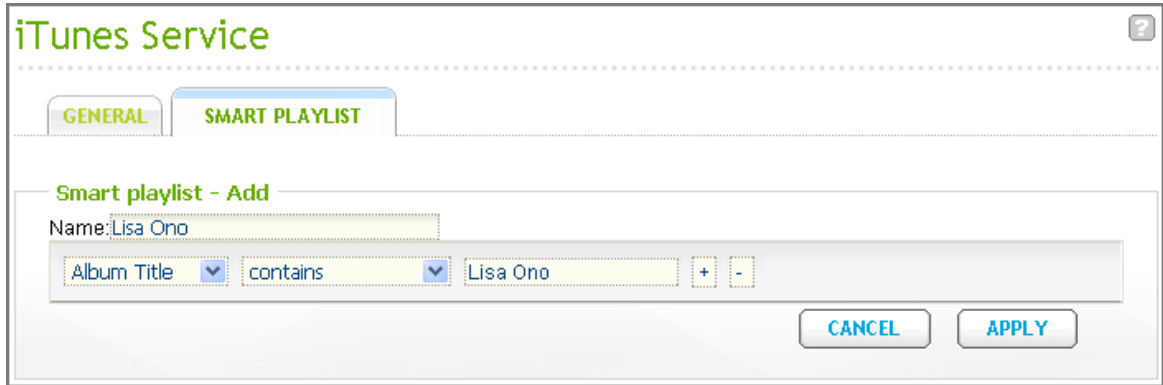 iTunes Service
?
GENERAL SMART PLAYLIST
Smart playlist - Add
Name: Lisa Ono
Album Title contains Lisa Ono + -
CANCEL APPLY